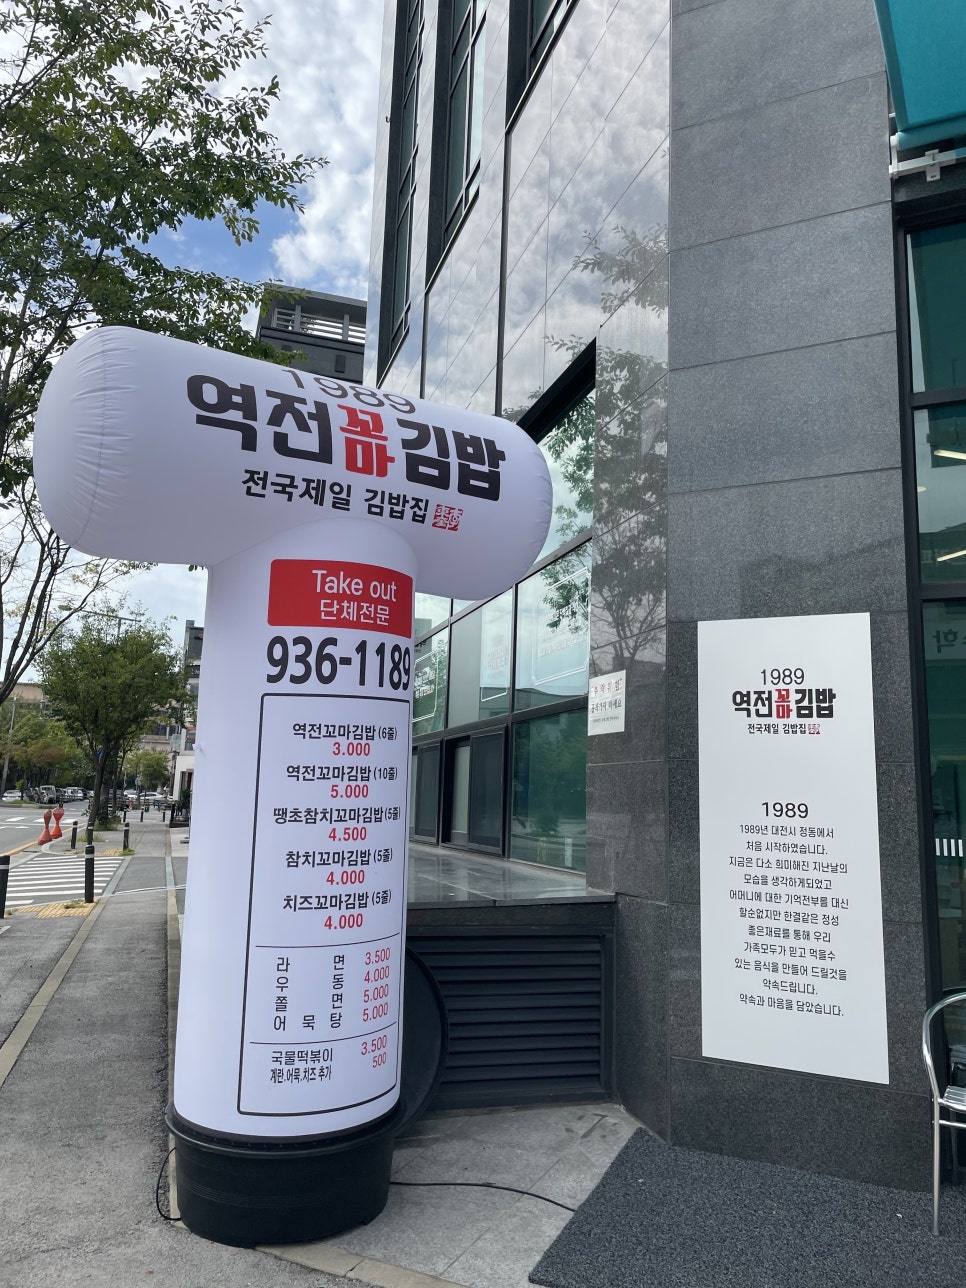 1989
역전꼬마김밥
전국제일 김밥집
Take out
단체전문
936-1189
역전꼬마김밥(6줄)
3.000
역전꼬마김밥(10줄)
5.000
땡초참치꼬마김밥(5줄)
4.500
참치꼬마김밥(5줄)
4.000
치즈꼬마김밥(5줄)
4.000
라 면 3.500
우 동 4.000
쫄 면 5.000
어 묵 탕 5.000
국물떡볶이 3.500
계란.어묵.치즈 추가 500
1989
역전꼬마김밥
전국제일 김밥집
1989
1989년 대전시 정동에서
처음 시작하였습니다.
지금은 다소 희미해진 지난날의
모습을 생각하게되었고
어머니에 대한 기억전부를 대신
할순없지만 한결같은 정성
좋은재료를 통해 우리
가족모두가 믿고 먹을수
있는 음식을 만들어 드릴것을
약속드립니다.
약속과 마음을 담았습니다.